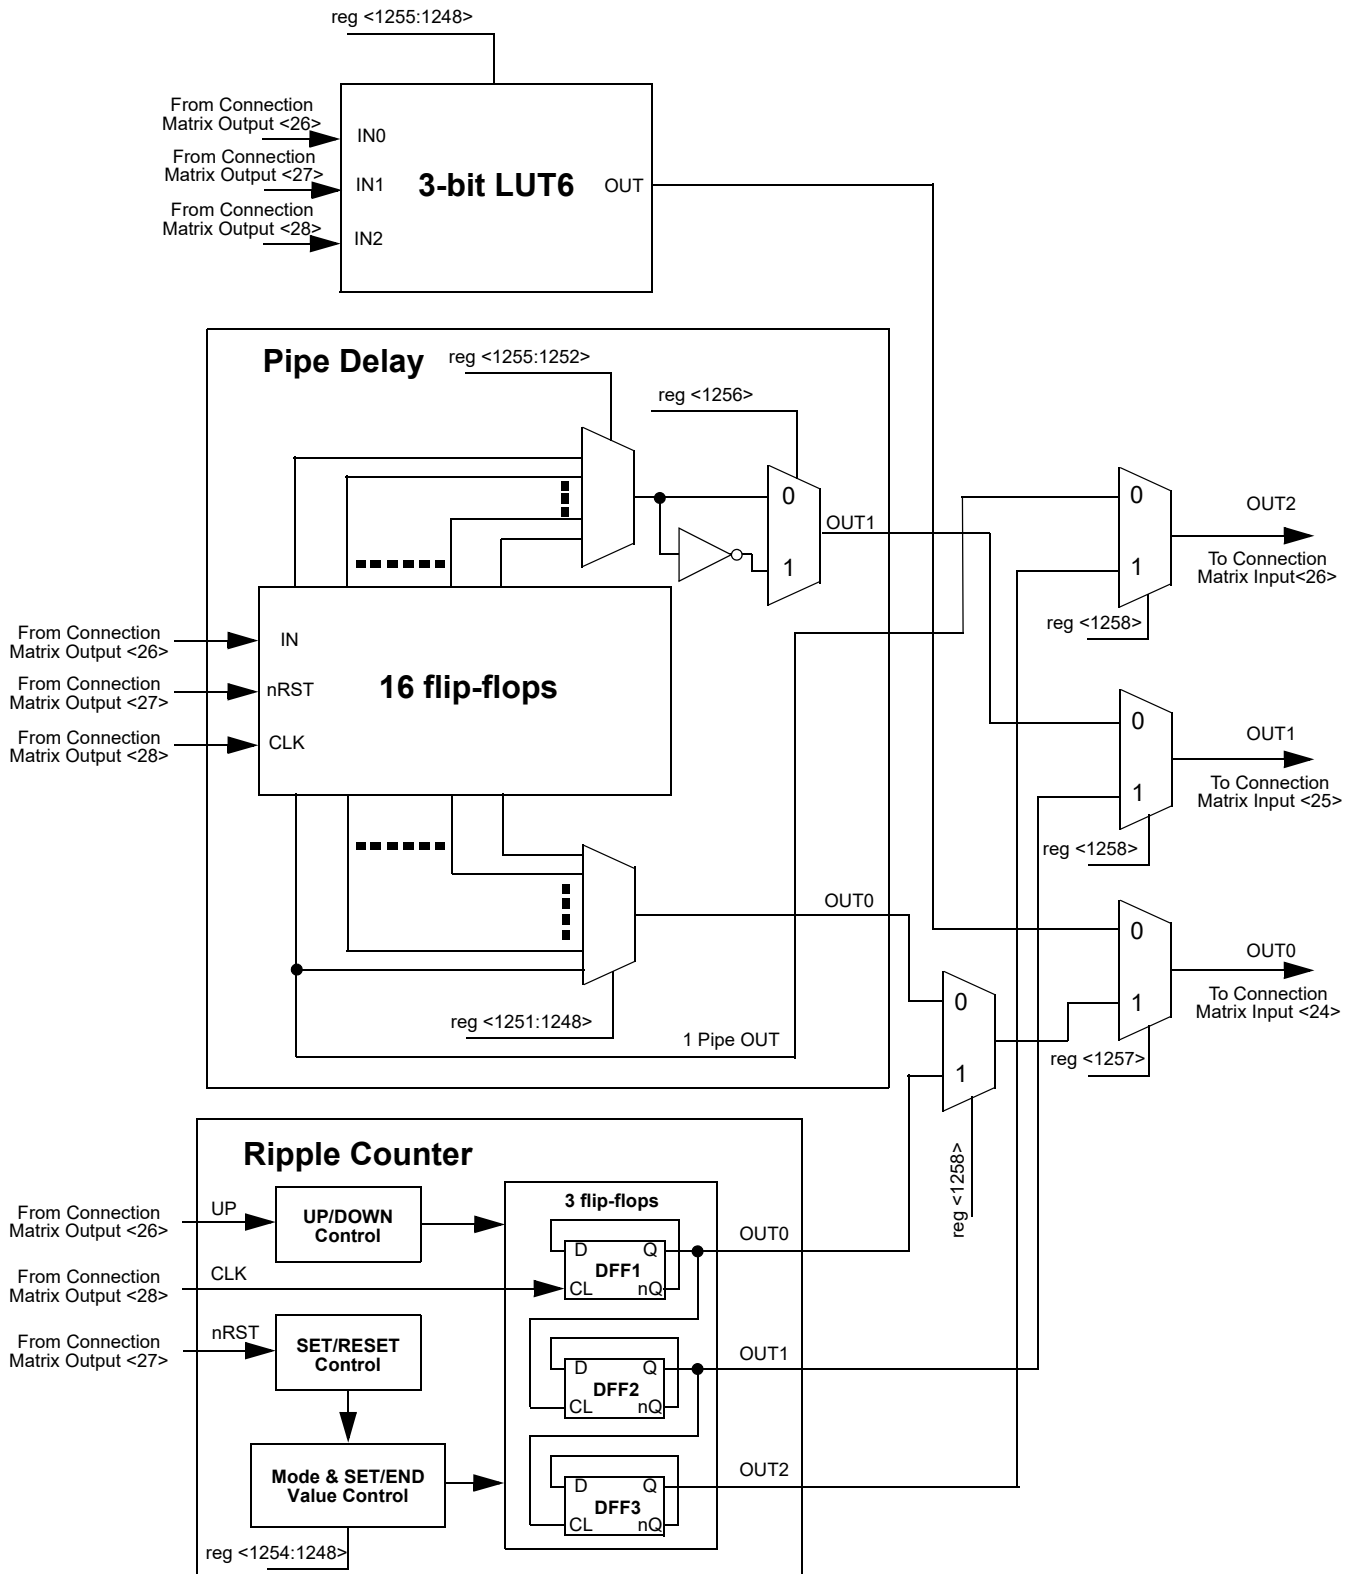 reg <1255:1248>
From Connection
Matrix Output <26>
IN0
From Connection
Matrix Output <27>
IN1
3-bit LUT6
OUT
From Connection
Matrix Output <28>
IN2
Pipe Delay
reg <1255:1252>
reg <1256>
0
1
OUT1
From Connection
Matrix Output <26>
IN
From Connection
Matrix Output <27>
nRST
16 flip-flops
From Connection
Matrix Output <28>
CLK
OUT0
reg <1251:1248>
1 Pipe OUT
0
1
OUT2
To Connection
Matrix Input<26>
reg <1258>
0
1
OUT1
To Connection
Matrix Input <25>
reg <1258>
0
1
OUT0
To Connection
Matrix Input <24>
reg <1257>
0
1
reg <1258>
Ripple Counter
From Connection
Matrix Output <26>
UP
UP/DOWN
Control
From Connection
Matrix Output <28>
CLK
From Connection
Matrix Output <27>
nRST
SET/RESET
Control
Mode & SET/END
Value Control
reg <1254:1248>
3 flip-flops
D
Q
DFF1
CL
nQ
OUT0
D
Q
DFF2
CL
nQ
OUT1
D
Q
DFF3
CL
nQ
OUT2